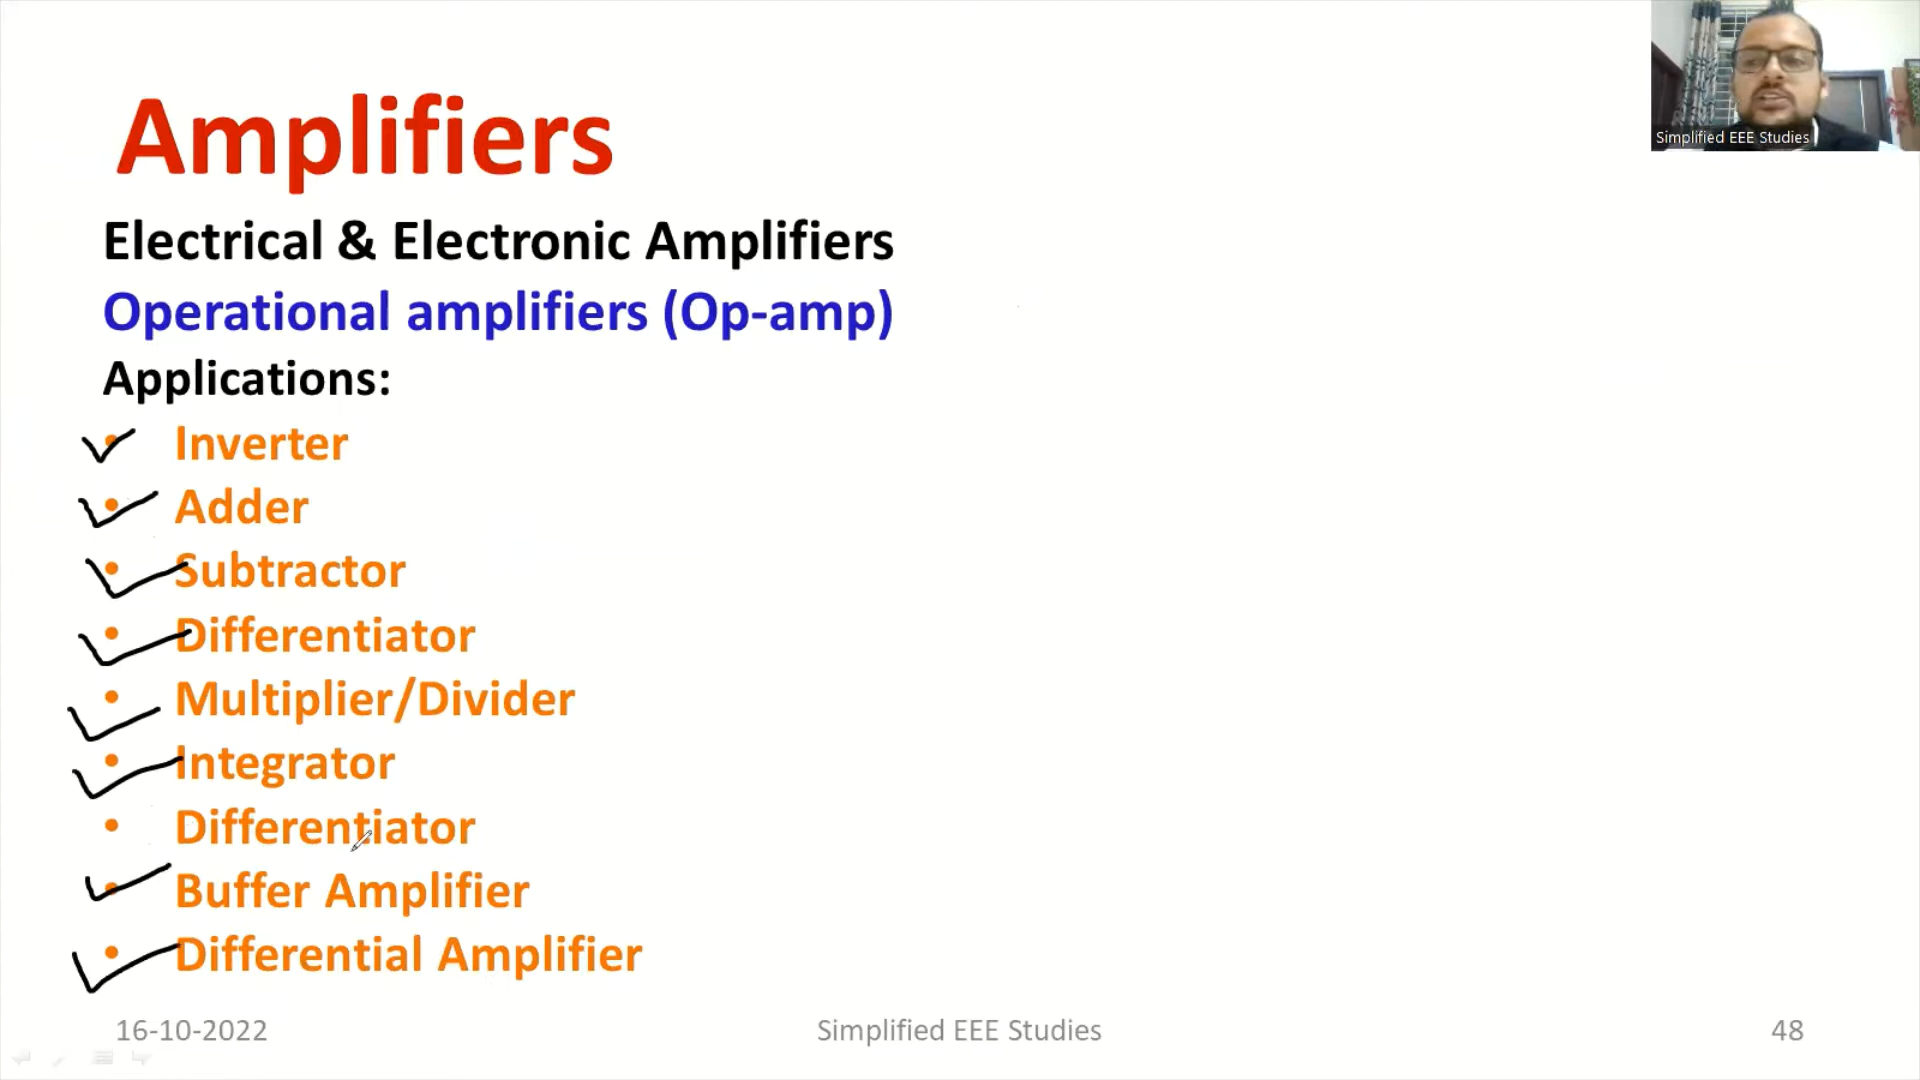 Amplifiers
Simplified EEE Studies
Electrical & Electronic Amplifiers
Operational amplifiers (Op-amp)
Applications:
• Inverter
• Adder
• Subtractor
• Differentiator
• Multiplier/Divider
• Integrator
• Differentiator
• Buffer Amplifier
• Differential Amplifier
16-10-2022 Simplified EEE Studies 48